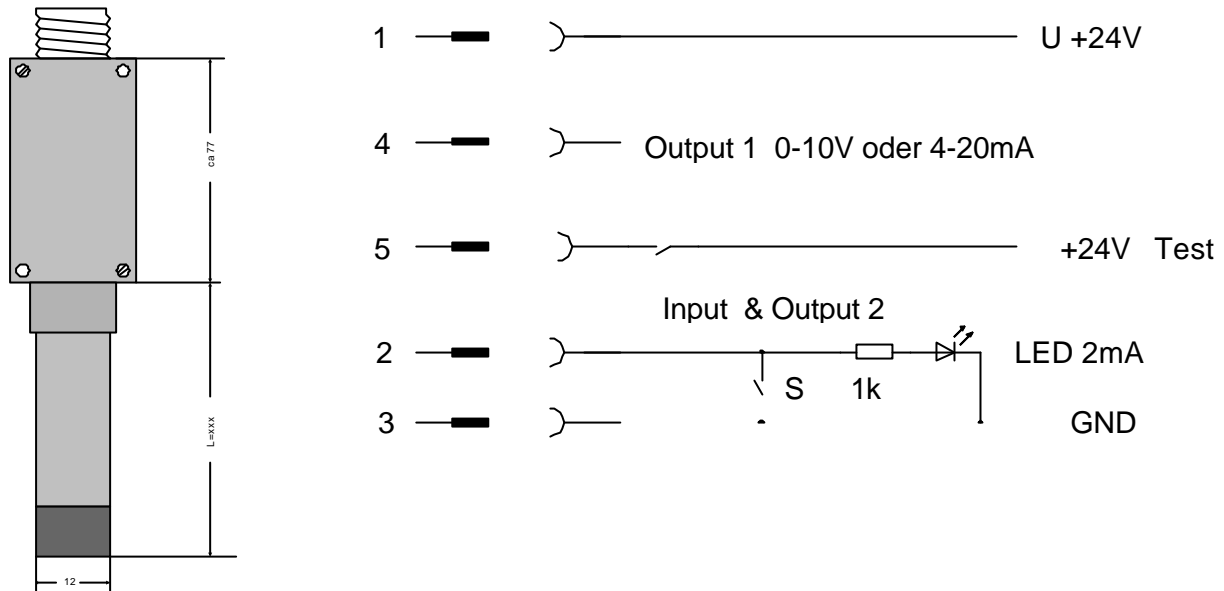 1 U +24V
4 Output 1 0-10V oder 4-20mA
5 +24V Test
Input & Output 2
2 LED 2mA
S 1k
3 GND
ca 77
L=xxx
12